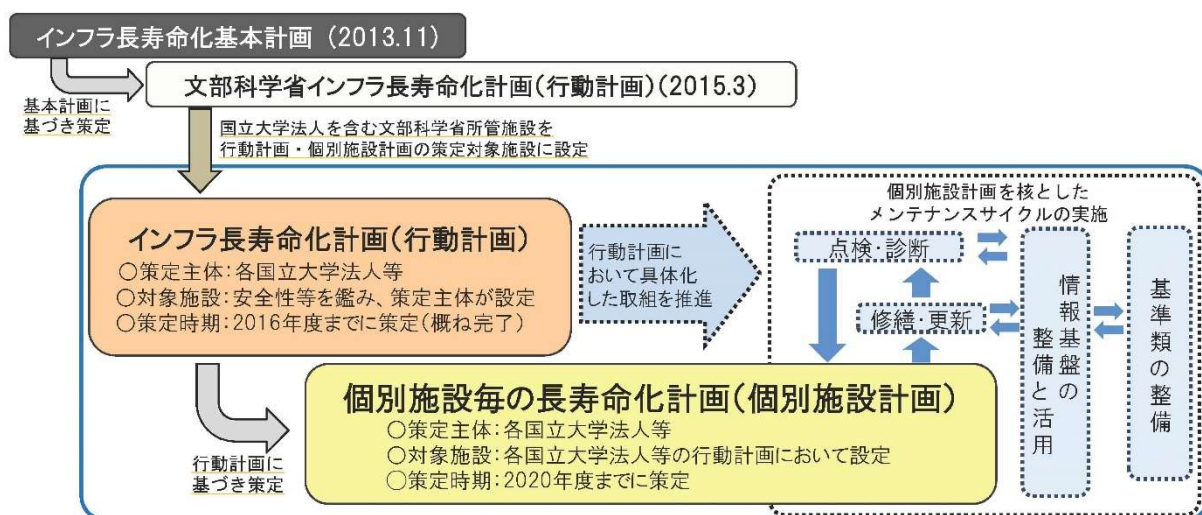 インフラ長寿命化基本計画（2013.11）
文部科学省インフラ長寿命化計画(行動計画)(2015.3)
基本計画に
基づき策定
国立大学法人を含む文部科学省所管施設を
行動計画・個別施設計画の策定対象施設に設定
インフラ長寿命化計画(行動計画)
○策定主体：各国立大学法人等
○対象施設：安全性等を鑑み、策定主体が設定
○策定時期：2016年度までに策定(概ね完了)
行動計画に
おいて具体化
した取組を推進
個別施設計画を核とした
メンテナンスサイクルの実施
点検・診断
修繕・更新
情報基盤の
整備と活用
基準類の整備
行動計画に
基づき策定
個別施設毎の長寿命化計画(個別施設計画)
○策定主体：各国立大学法人等
○対象施設：各国立大学法人等の行動計画において設定
○策定時期：2020年度までに策定